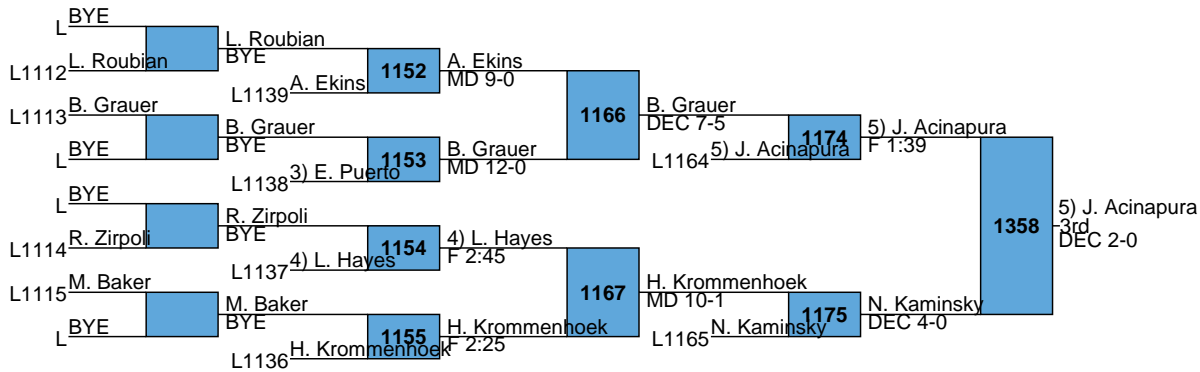 BYE
L
L. Roubian
L1112
L. Roubian
BYE
A. Ekins
L1139
1152
A. Ekins
MD 9-0
B. Grauer
L1113
BYE
L
B. Grauer
BYE
3) E. Puerto
L1138
1153
B. Grauer
MD 12-0
1166
B. Grauer
DEC 7-5
5) J. Acinapura
L1164
1174
5) J. Acinapura
F 1:39
BYE
L
R. Zirpoli
L1114
R. Zirpoli
BYE
4) L. Hayes
L1137
1154
4) L. Hayes
F 2:45
M. Baker
L1115
BYE
L
M. Baker
BYE
H. Krommenhoek
L1136
1155
H. Krommenhoek
F 2:25
1167
H. Krommenhoek
MD 10-1
N. Kaminsky
L1165
1175
N. Kaminsky
DEC 4-0
1358
5) J. Acinapura
3rd
DEC 2-0